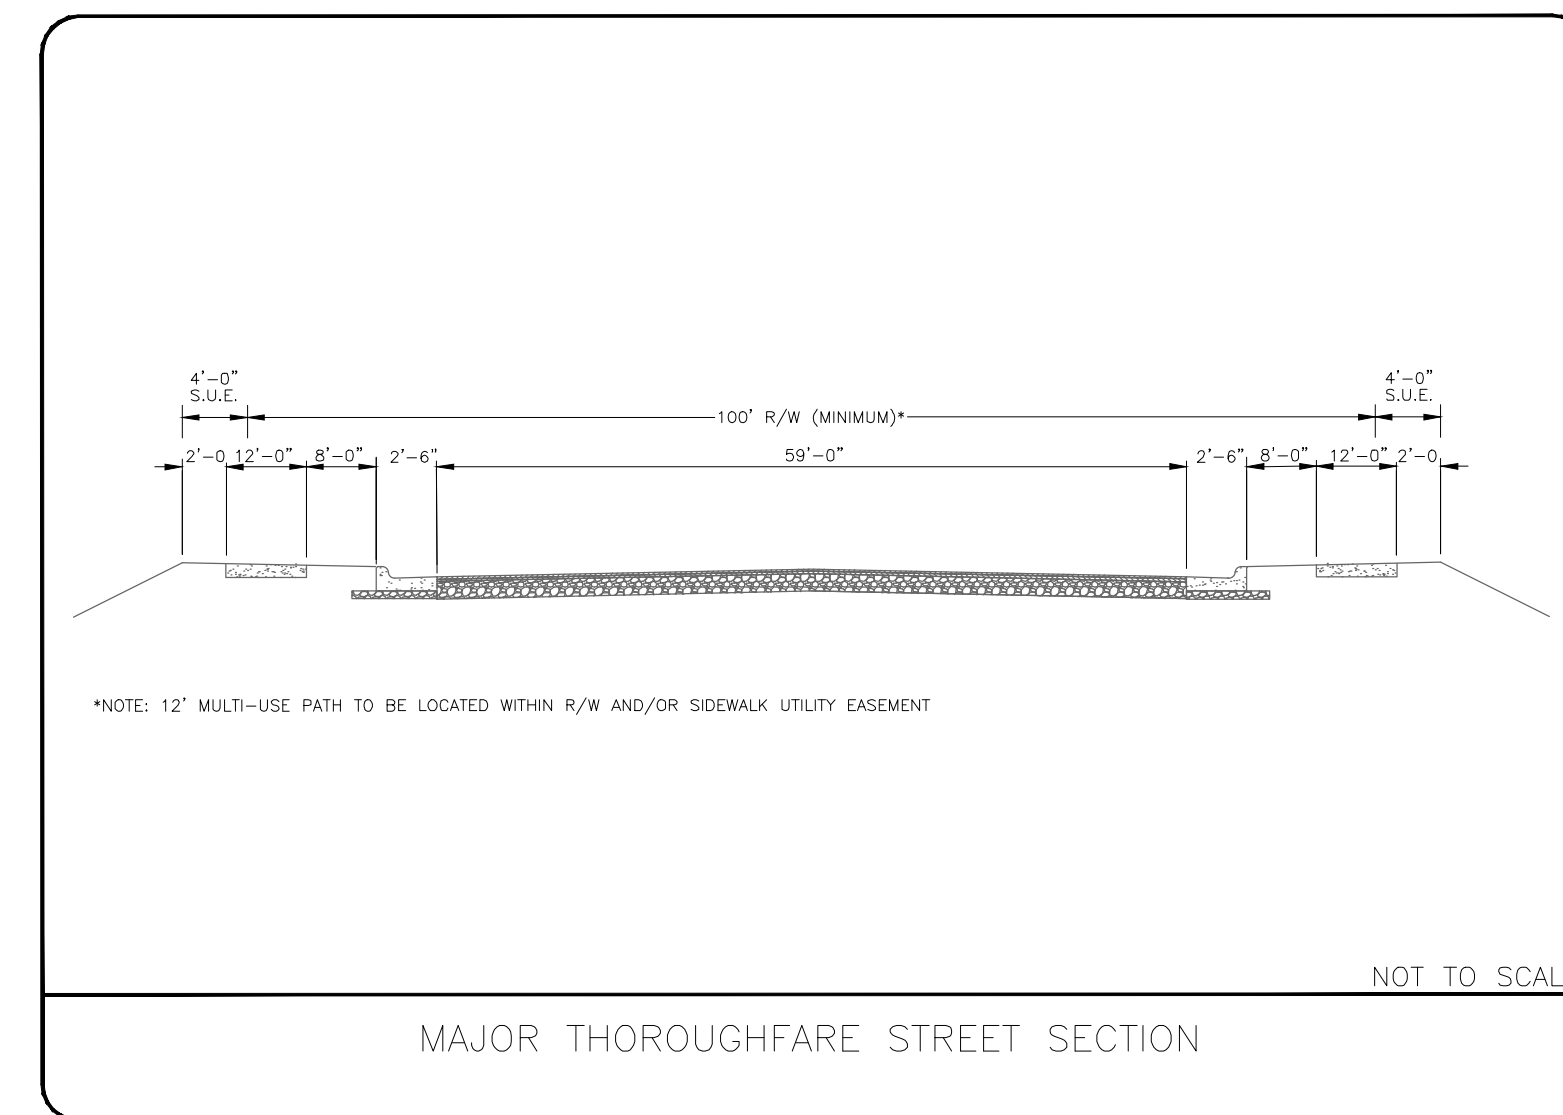 4'-0"
S.U.E.
4'-0"
S.U.E.
100' R/W (MINIMUM)*
2'-0 12'-0" 8'-0" 2'-6" 59'-0" 2'-6" 8'-0" 12'-0" 2'-0
*NOTE: 12' MULTI-USE PATH TO BE LOCATED WITHIN R/W AND/OR SIDEWALK UTILITY EASEMENT
NOT TO SCAL
MAJOR THOROUGHFARE STREET SECTION